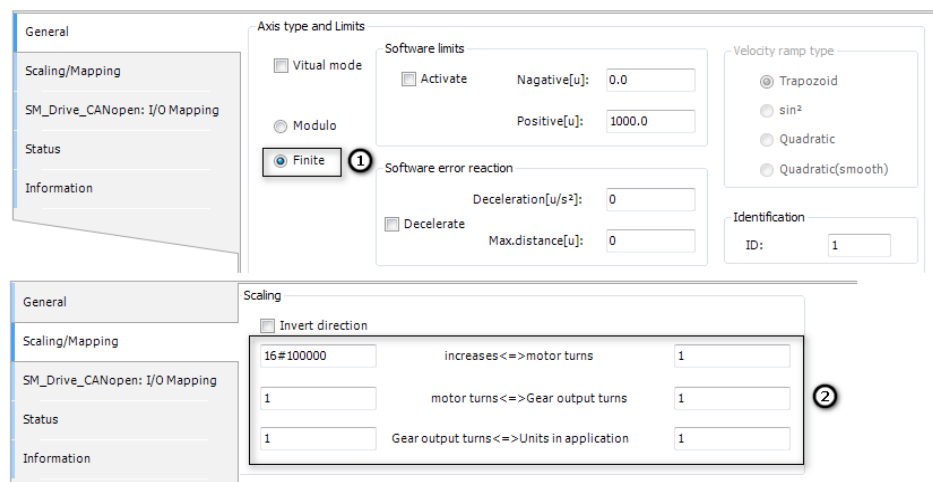 General
Scaling/Mapping
SM_Drive_CANopen: I/O Mapping
Status
Information
Axis type and Limits
Vitual mode
Modulo
Finite
①
Software limits
Activate
Nagative[u]: 0.0
Positive[u]: 1000.0
Software error reaction
Deceleration[u/s²]: 0
Decelerate
Max.distance[u]: 0
Velocity ramp type
Trapozoid
sin²
Quadratic
Quadratic(smooth)
Identification
ID: 1
General
Scaling/Mapping
SM_Drive_CANopen: I/O Mapping
Status
Information
Scaling
Invert direction
16#100000 increases<=>motor turns 1
1 motor turns<=>Gear output turns 1
②
1 Gear output turns<=>Units in application 1